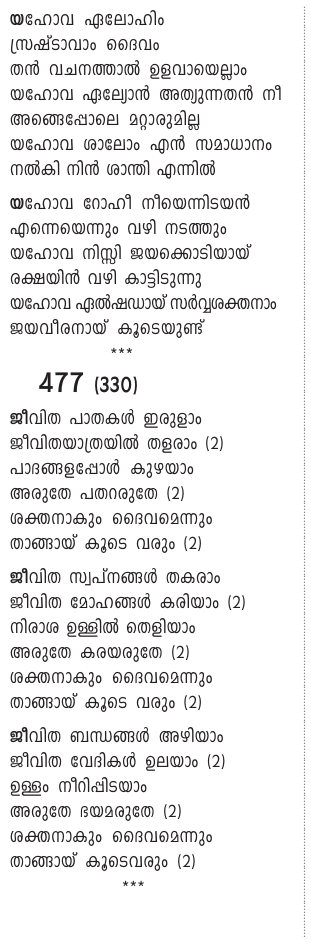 യഹോവ ഏലോഹിം
സ്രഷ്ടാവാം ദൈവം
തൻ വചനത്താൽ ഉളവായെല്ലാം
യഹോവ ഏല്യോൻ അത്യുന്നതൻ നീ
അങ്ങെപ്പോലെ മറ്റാരുമില്ല
യഹോവ ശാലോം എൻ സമാധാനം
നൽകി നിൻ ശാന്തി എന്നിൽ
യഹോവ റോഹീ നീയെന്നിടയൻ
എന്നെയെന്നും വഴി നടത്തും
യഹോവ നിസ്സി ജയക്കൊടിയായ്
രക്ഷയിൻ വഴി കാട്ടിടുന്നു
യഹോവ ഏൽഷഡായ് സർവ്വശക്തനാം
ജയവീരനായ് കൂടെയുണ്ട്
***
477 (330)
ജീവിത പാതകൾ ഇരുളാം
ജീവിതയാത്രയിൽ തളരാം (2)
പാദങ്ങളപ്പോൾ കുഴയാം
അരുതേ പതററുതേ (2)
ശക്തനാകും ദൈവമെന്നും
താങ്ങായ് കൂടെ വരും (2)
ജീവിത സ്വപ്നങ്ങൾ തകരാം
ജീവിത മോഹങ്ങൾ കരിയാം (2)
നിരാശ ഉള്ളിൽ തെളിയാം
അരുതേ കരയരുതേ (2)
ശക്തനാകും ദൈവമെന്നും
താങ്ങായ് കൂടെ വരും (2)
ജീവിത ബന്ധങ്ങൾ അഴിയാം
ജീവിത വേദികൾ ഉലയാം (2)
ഉള്ളം നീറിപ്പിടയാം
അരുതേ ഭയമരുതേ (2)
ശക്തനാകും ദൈവമെന്നും
താങ്ങായ് കൂടെവരും (2)
***